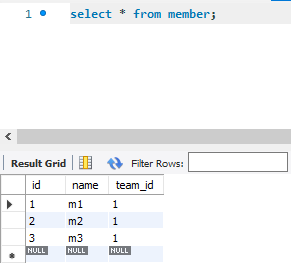 1 select * from member;
Result Grid Filter Rows:
id name team_id
1 m1 1
2 m2 1
3 m3 1
NULL NULL NULL